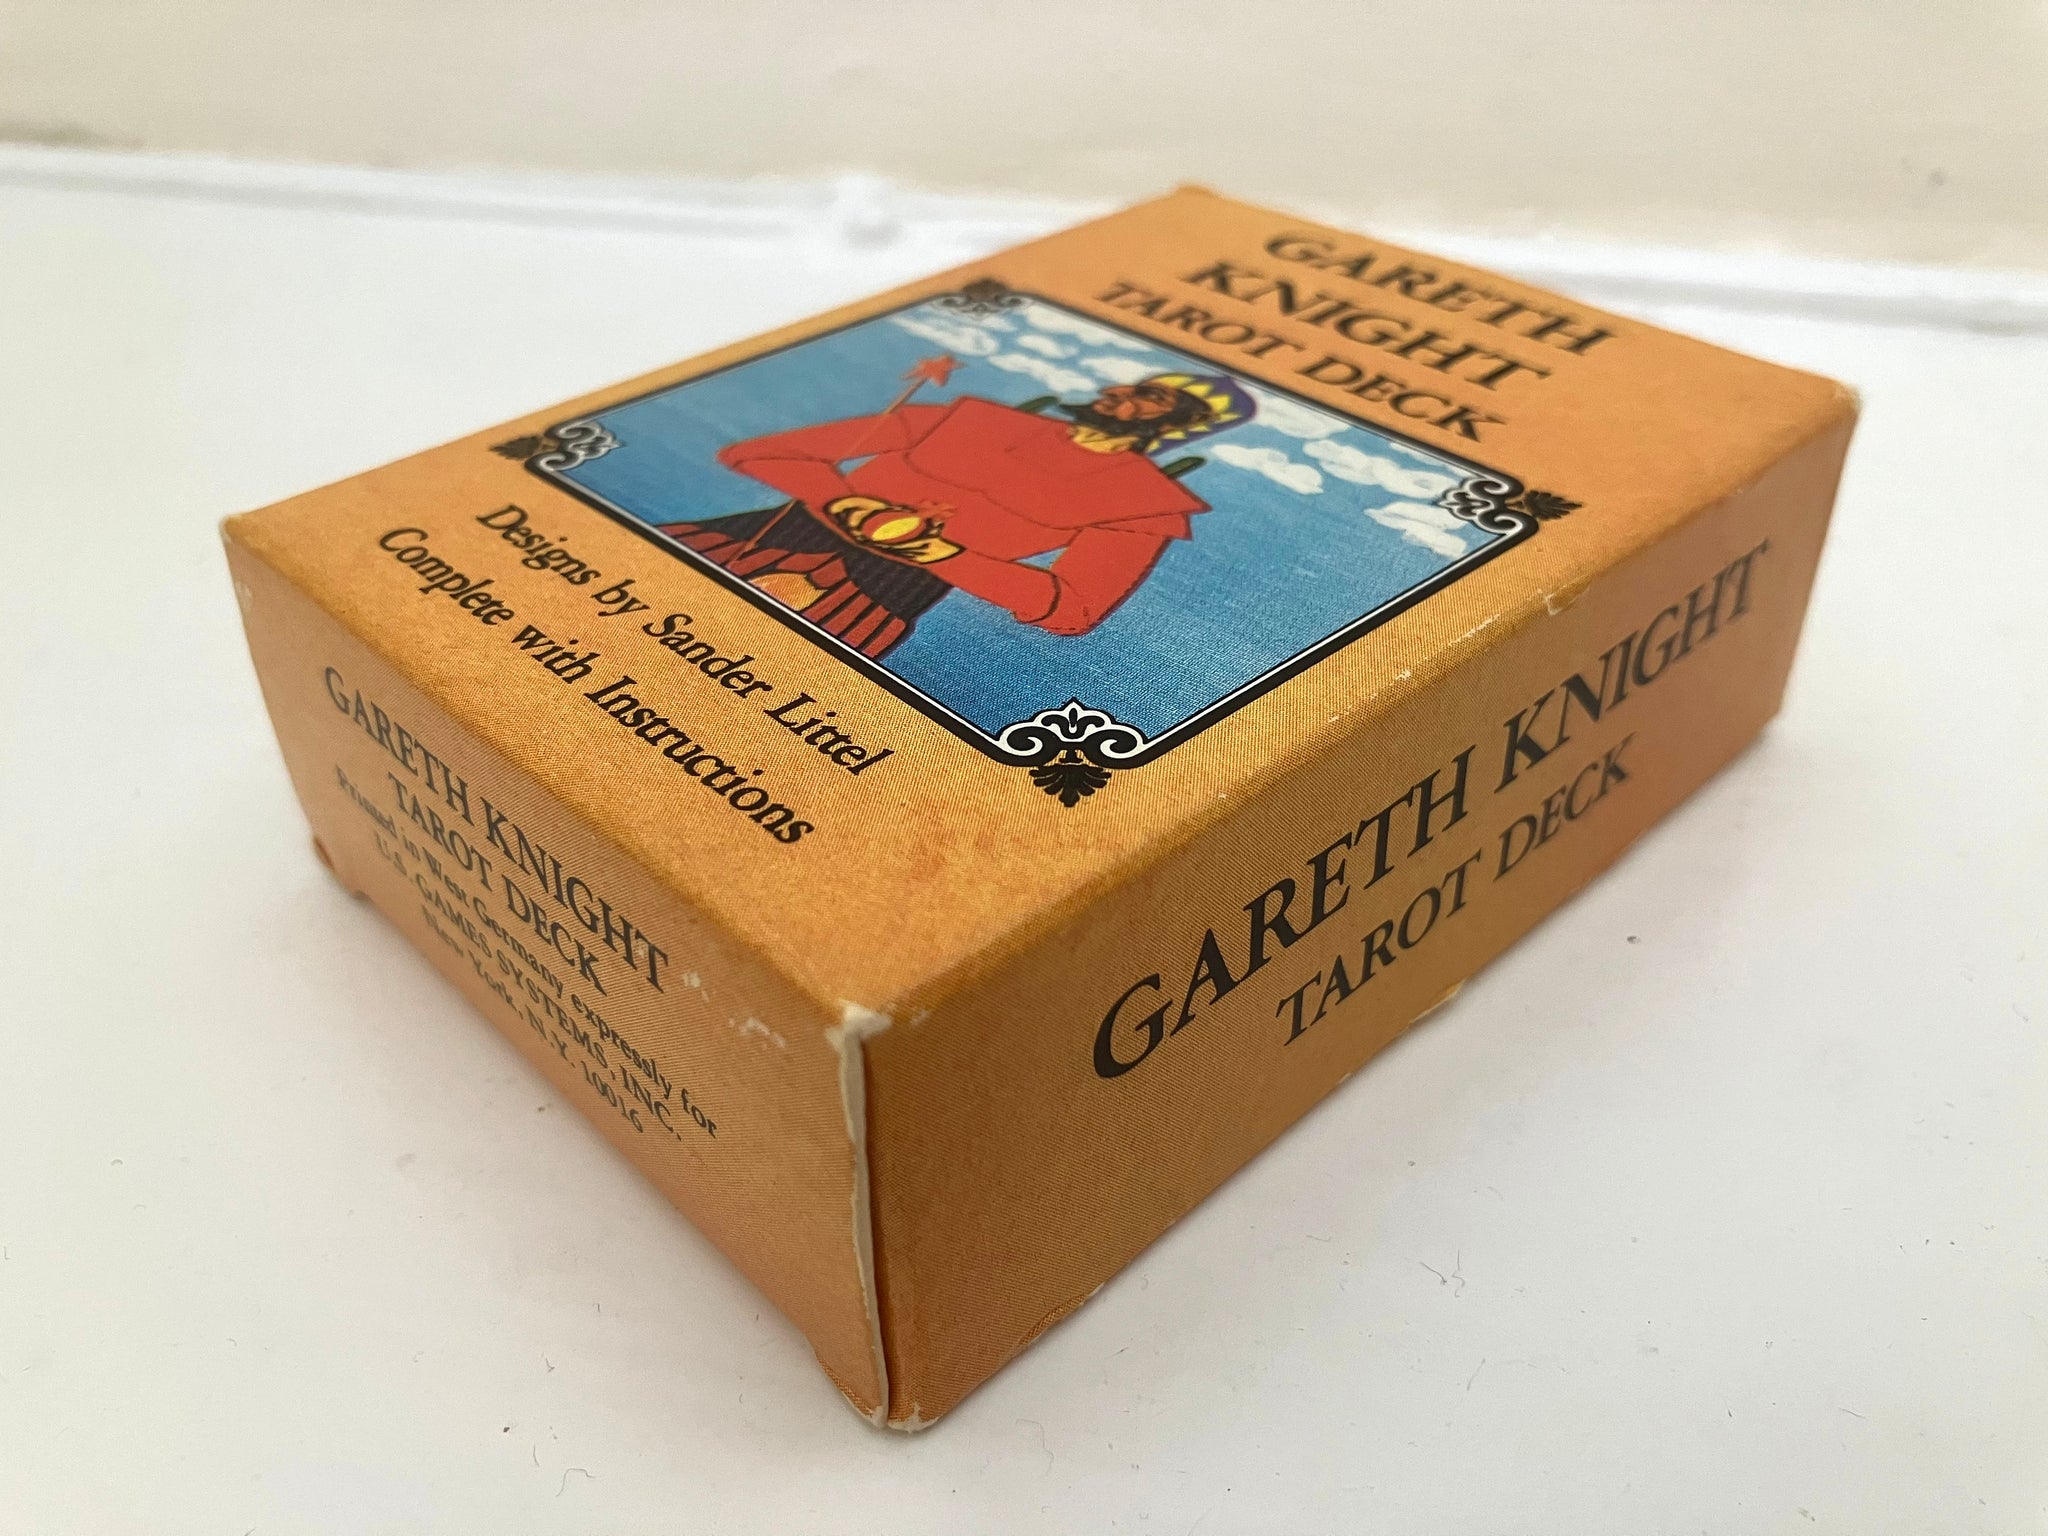 GARETH
KNIGHT
TAROT DECK
Designs by Sander Littel
Complete with Instructions
GARETH KNIGHT
TAROT DECK
Printed in West Germany expressly for
U.S. GAMES SYSTEMS, INC.
New York, N.Y. 10016
GARETH KNIGHT
TAROT DECK